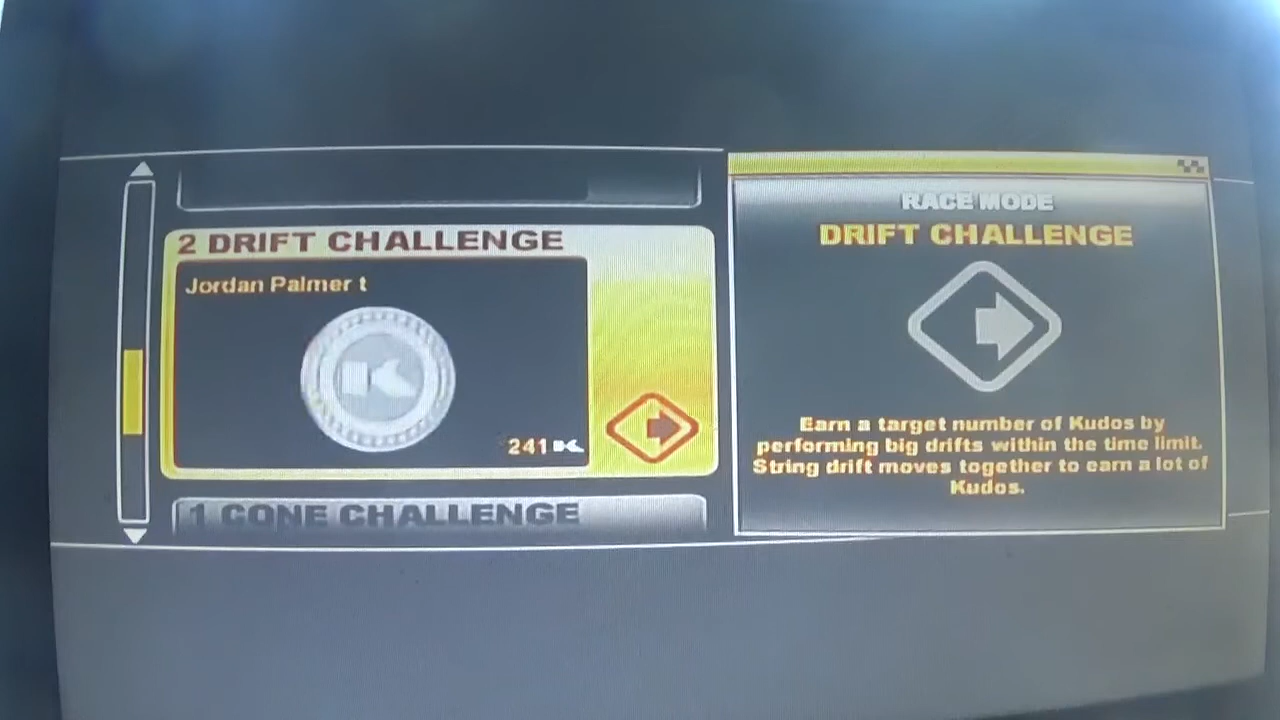 2 DRIFT CHALLENGE
Jordan Palmer t
241
1 CONE CHALLENGE
RACE MODE
DRIFT CHALLENGE
Earn a target number of Kudos by
performing big drifts within the time limit.
String drift moves together to earn a lot of
Kudos.